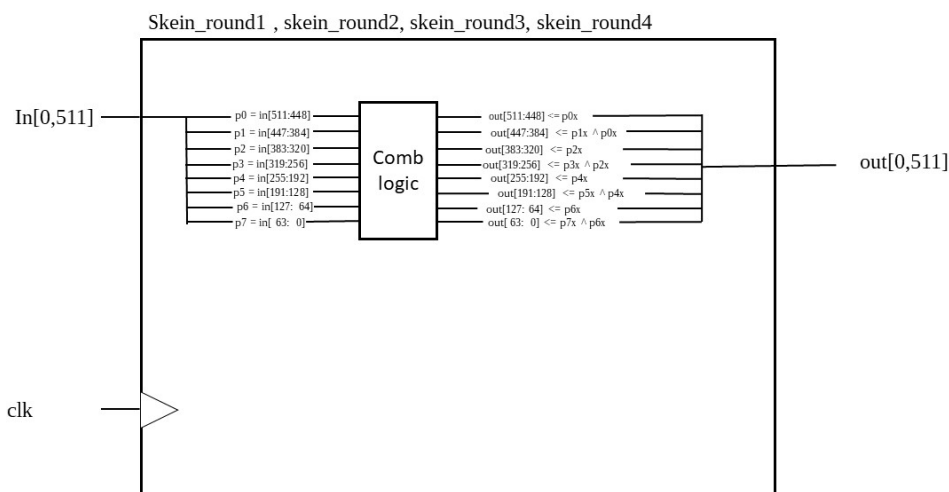 Skein_round1 , skein_round2, skein_round3, skein_round4
In[0,511]
p0 = in[511:448]
p1 = in[447:384]
p2 = in[383:320]
p3 = in[319:256]
p4 = in[255:192]
p5 = in[191:128]
p6 = in[127: 64]
p7 = in[ 63: 0]
Comb
logic
out[511:448] <= p0x
out[447:384] <= p1x ^ p0x
out[383:320] <= p2x
out[319:256] <= p3x ^ p2x
out[255:192] <= p4x
out[191:128] <= p5x ^ p4x
out[127: 64] <= p6x
out[ 63: 0] <= p7x ^ p6x
out[0,511]
clk